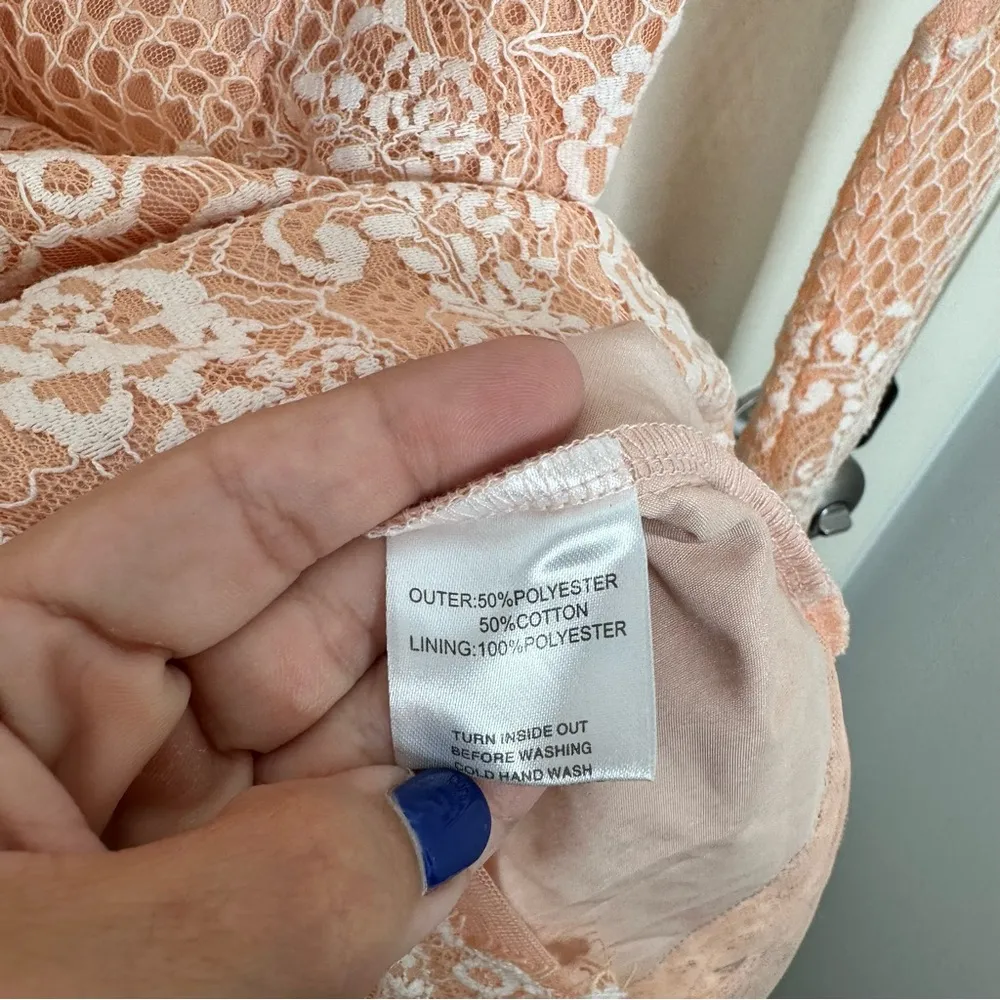 OUTER:50%POLYESTER
50%COTTON
LINING:100%POLYESTER
TURN INSIDE OUT
BEFORE WASHING
COLD HAND WASH